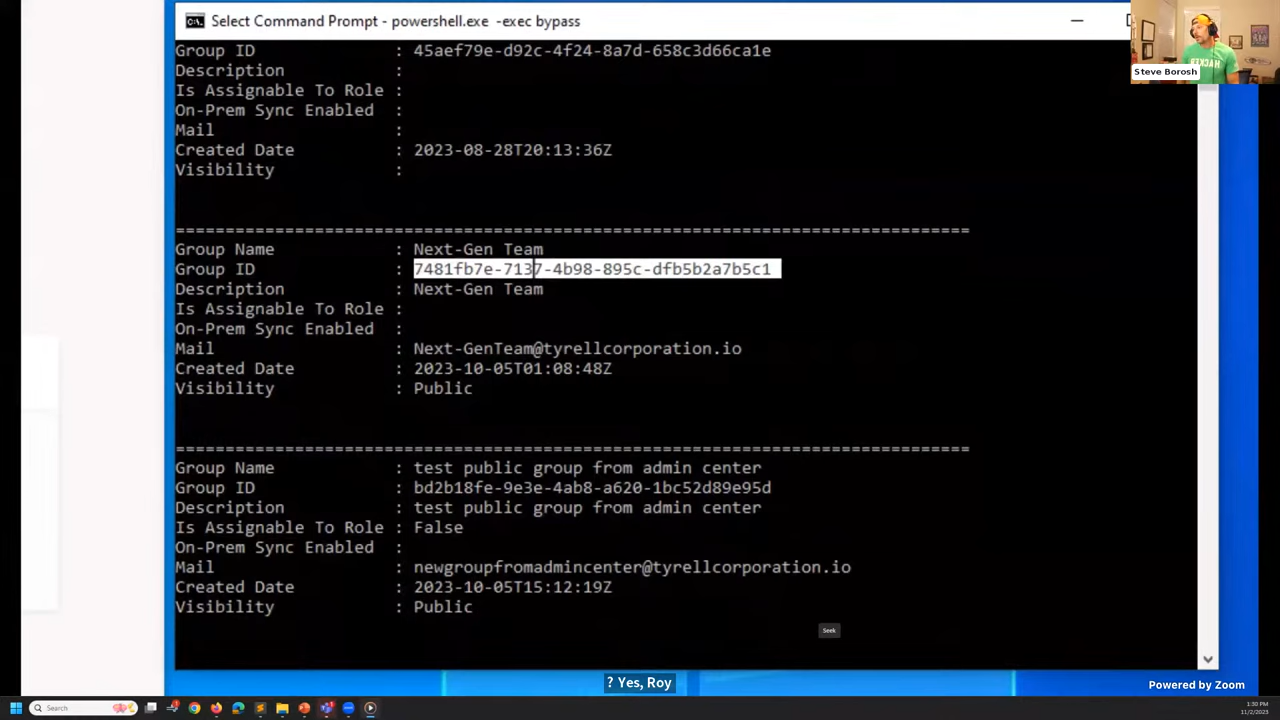 Select Command Prompt - powershell.exe -exec bypass
Steve Borosh
HACKER
Group ID : 45aef79e-d92c-4f24-8a7d-658c3d66ca1e
Description :
Is Assignable To Role :
On-Prem Sync Enabled :
Mail :
Created Date : 2023-08-28T20:13:36Z
Visibility :
================================================================================
Group Name : Next-Gen Team
Group ID : 7481fb7e-7137-4b98-895c-dfb5b2a7b5c1
Description : Next-Gen Team
Is Assignable To Role :
On-Prem Sync Enabled :
Mail : Next-GenTeam@tyrellcorporation.io
Created Date : 2023-10-05T01:08:48Z
Visibility : Public
================================================================================
Group Name : test public group from admin center
Group ID : bd2b18fe-9e3e-4ab8-a620-1bc52d89e95d
Description : test public group from admin center
Is Assignable To Role : False
On-Prem Sync Enabled :
Mail : newgroupfromadmincenter@tyrellcorporation.io
Created Date : 2023-10-05T15:12:19Z
Visibility : Public
Seek
? Yes, Roy
Powered by Zoom
Search
1:30 PM
11/2/2023